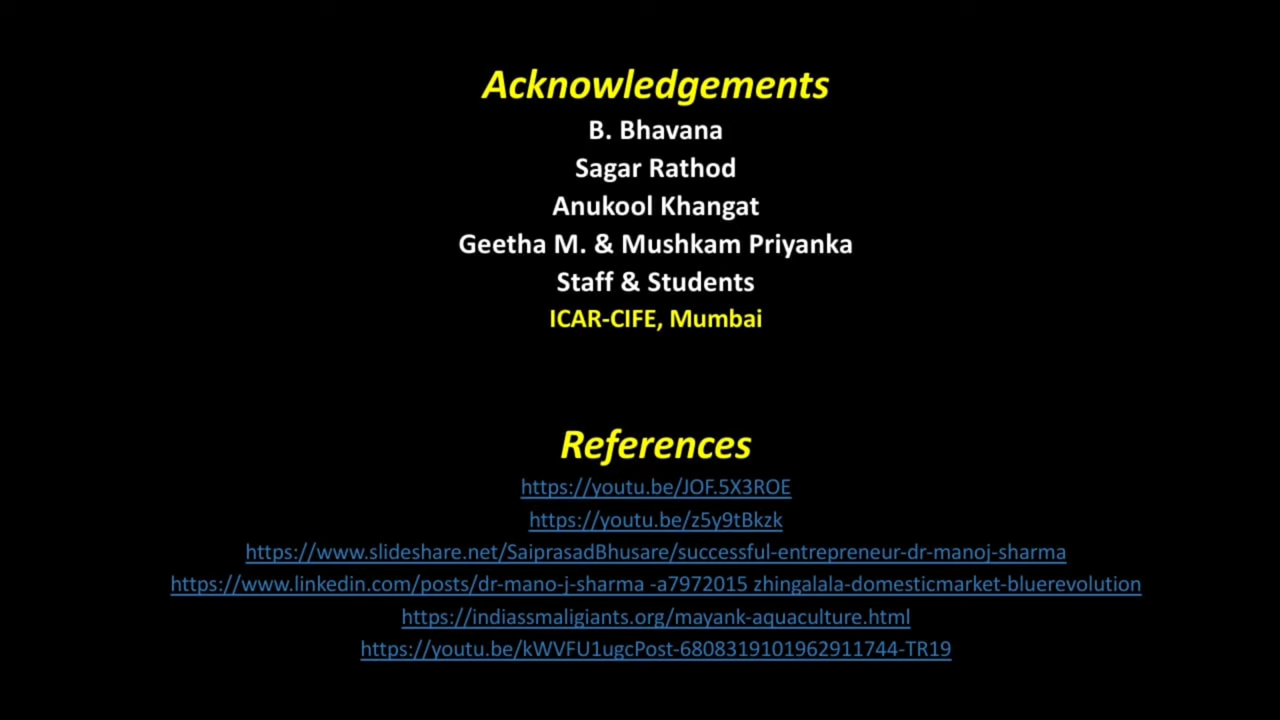 Acknowledgements
B. Bhavana
Sagar Rathod
Anukool Khangat
Geetha M. & Mushkam Priyanka
Staff & Students
ICAR-CIFE, Mumbai
References
https://youtu.be/JOF.5X3ROE
https://youtu.be/z5y9tBkzk
https://www.slideshare.net/SaiprasadBhusare/successful-entrepreneur-dr-manoj-sharma
https://www.linkedin.com/posts/dr-mano-j-sharma -a7972015 zhingalala-domesticmarket-bluerevolution
https://indiassmaligiants.org/mayank-aquaculture.html
https://youtu.be/kWVFU1ugcPost-6808319101962911744-TR19